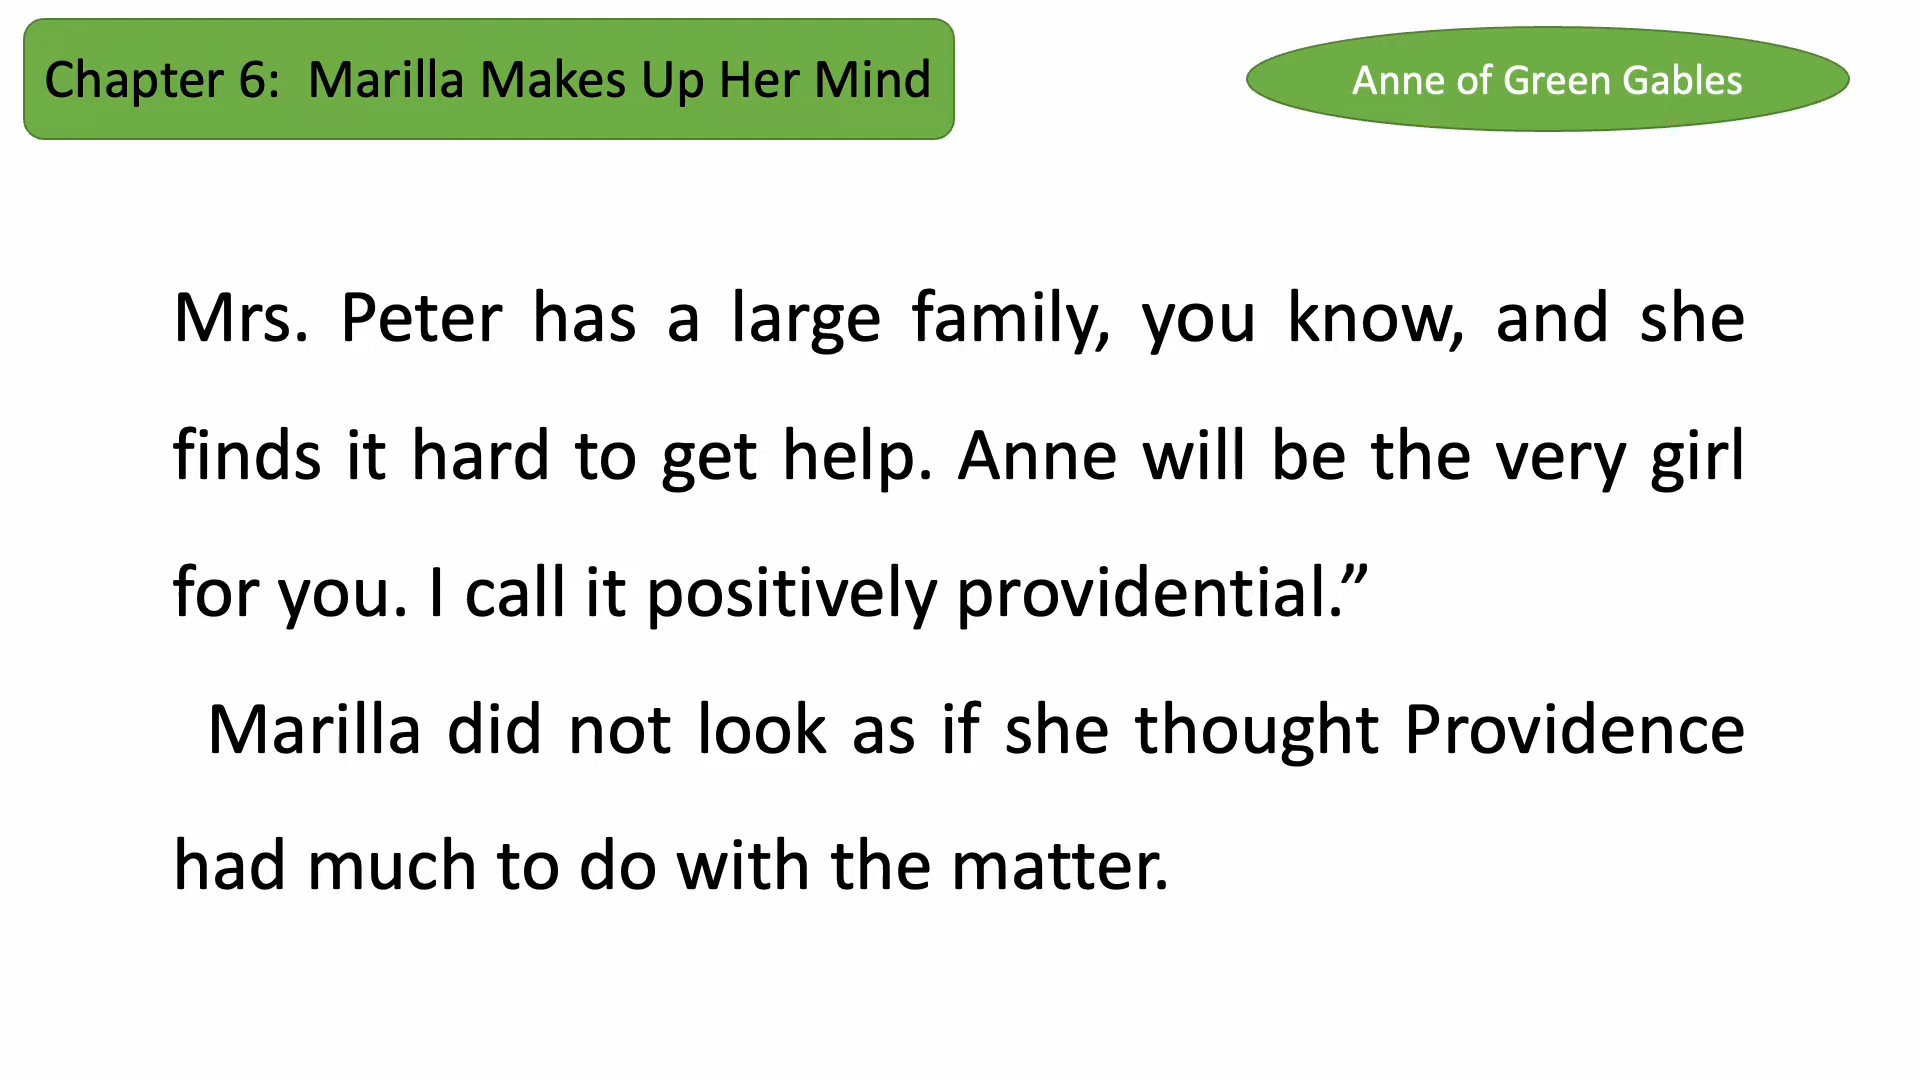 Chapter 6:  Marilla Makes Up Her Mind
Anne of Green Gables
Mrs. Peter has a large family, you know, and she
finds it hard to get help. Anne will be the very girl
for you. I call it positively providential.”
Marilla did not look as if she thought Providence
had much to do with the matter.